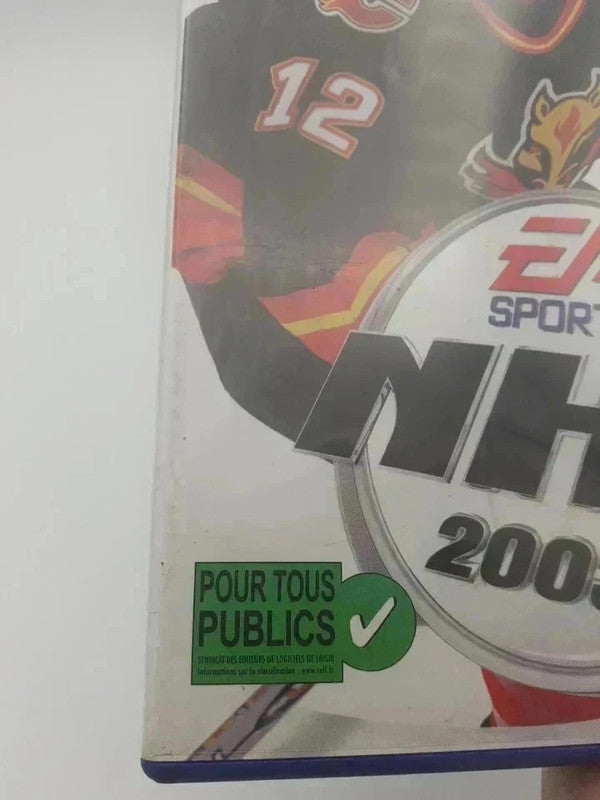 12
EA
SPORT
NH
2003
POUR TOUS
PUBLICS
SYNDICAT DES EDITEURS DE LOGICIELS DE LOISIR
Informations sur la classification : www.sell.fr